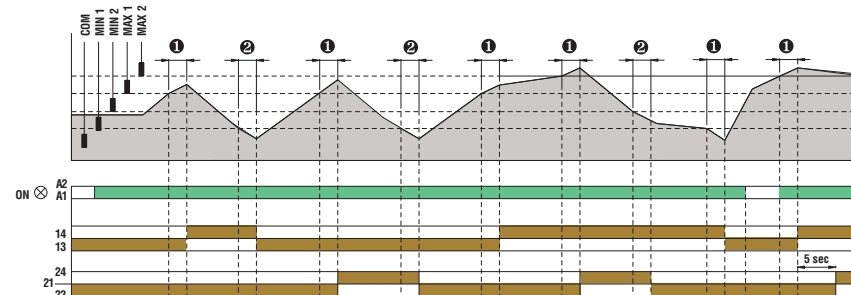 COM
MIN 1
MIN 2
MAX 1
MAX 2
❶ ❷ ❶ ❷ ❶ ❶ ❷ ❶ ❶
ON
A2
A1
14
13
5 sec
24
21
22